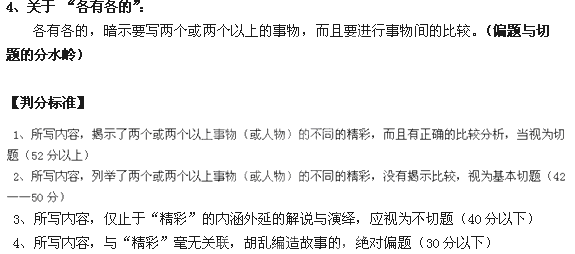 4、关于 “各有各的”：
各有各的，暗示要写两个或两个以上的事物，而且要进行事物间的比较。（偏题与切
题的分水岭）
【判分标准】
1、所写内容，揭示了两个或两个以上事物（或人物）的不同的精彩，而且有正确的比较分析，当视为切
题（52分以上）
2、所写内容，列举了两个或两个以上事物（或人物）的不同的精彩，没有揭示比较，视为基本切题（42
——50分）
3、所写内容，仅止于“精彩”的内涵外延的解说与演绎，应视为不切题（40分以下）
4、所写内容，与“精彩”毫无关联，胡乱编造故事的，绝对偏题（30分以下）